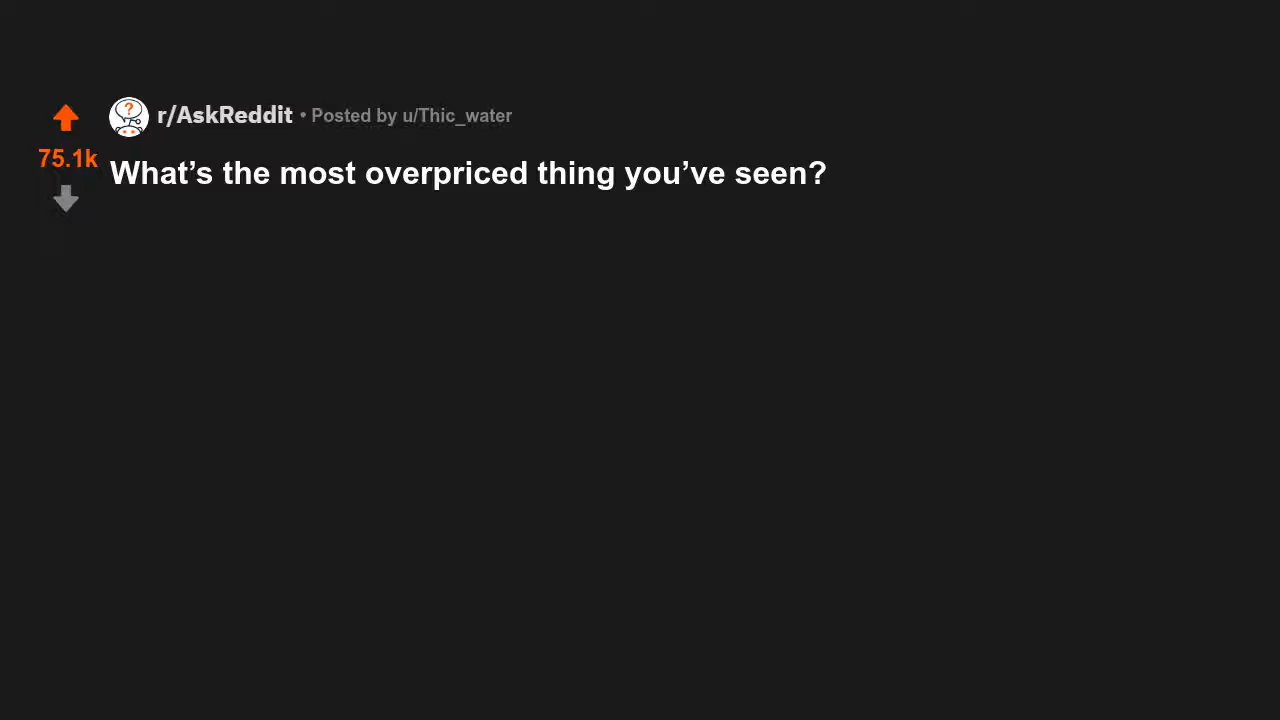 r/AskReddit • Posted by u/Thic_water
75.1k
What’s the most overpriced thing you’ve seen?